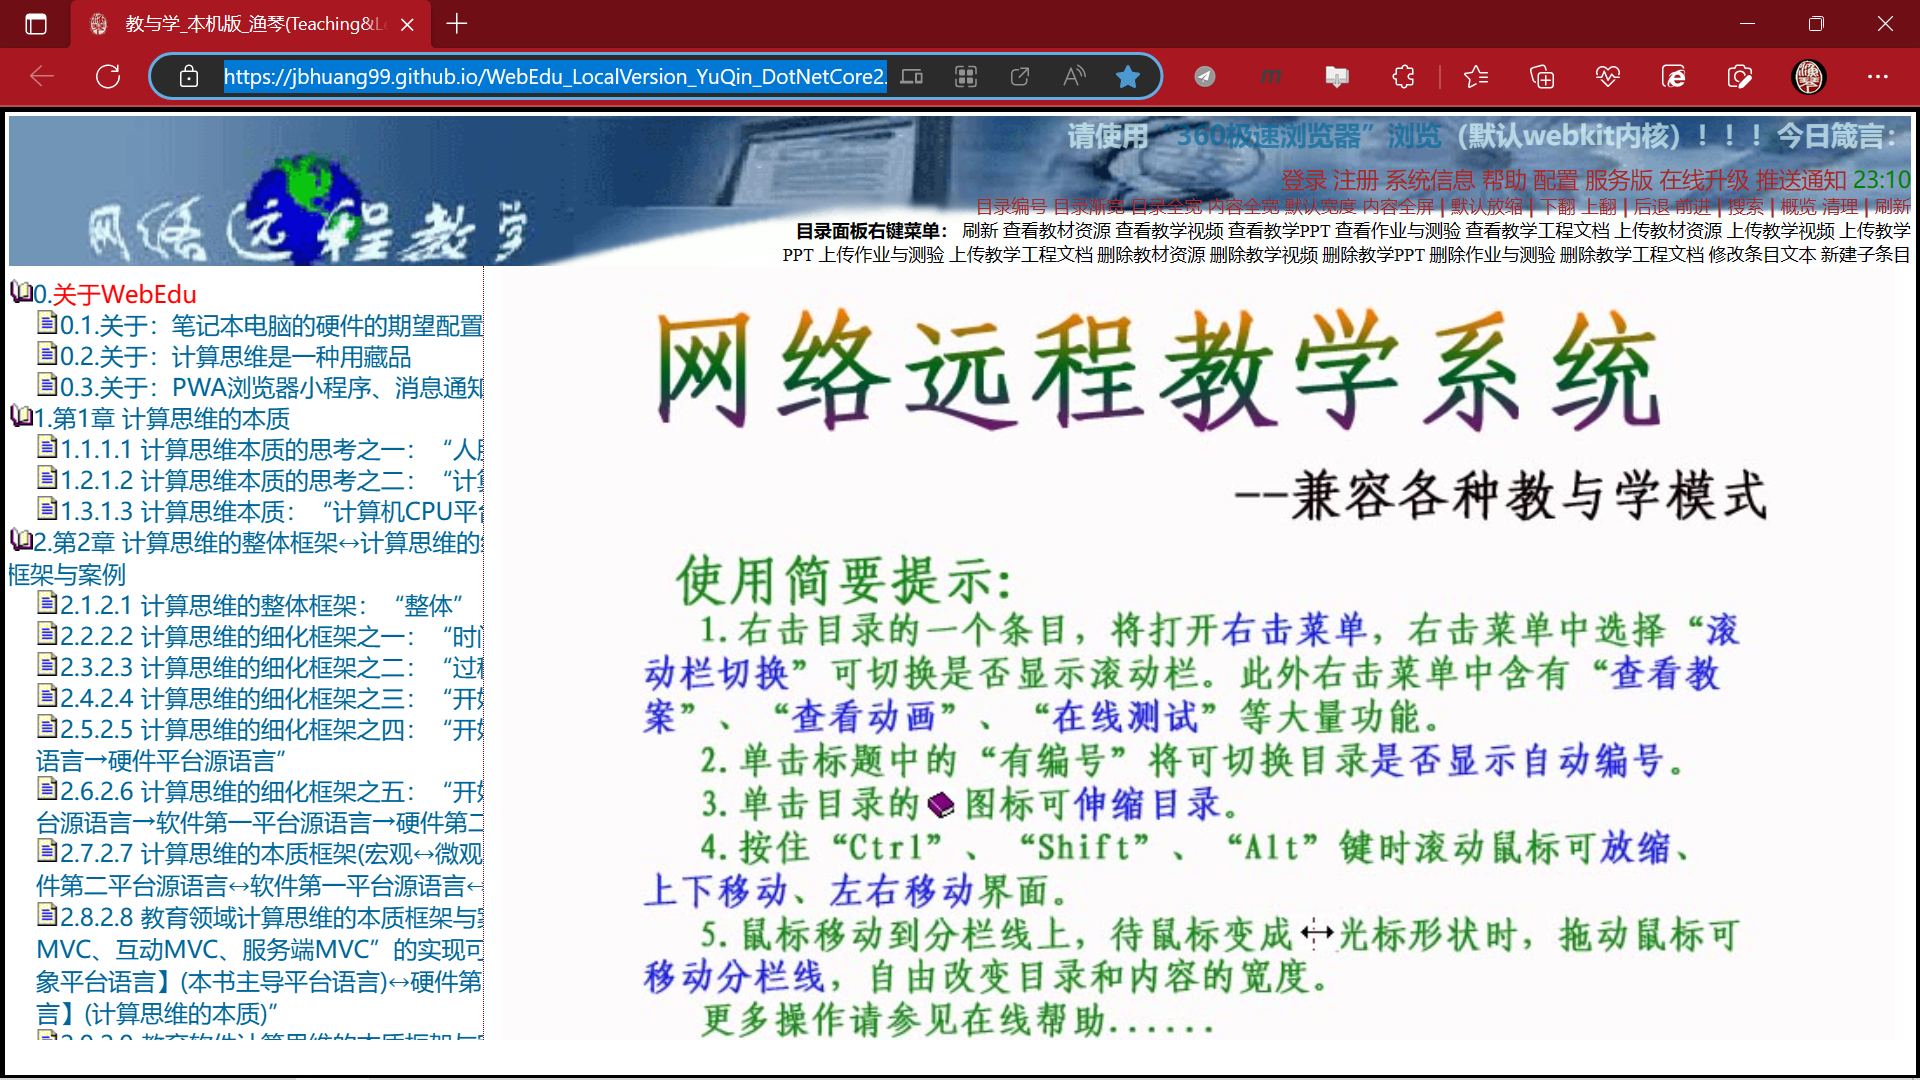 教与学_本机版_渔琴(Teaching&L
https://jbhuang99.github.io/WebEdu_LocalVersion_YuQin_DotNetCore2.
网络远程教学
请使用“360极速浏览器”浏览（默认webkit内核）！！！今日箴言：
登录 注册 系统信息 帮助 配置 服务版 在线升级 推送通知 23:10
目录编号 目录渐宽 目录全宽 内容全宽 默认宽度 内容全屏 | 默认放缩 | 下翻 上翻 | 后退 前进 | 搜索 | 概览 清理 | 刷新
目录面板右键菜单： 刷新 查看教材资源 查看教学视频 查看教学PPT 查看作业与测验 查看教学工程文档 上传教材资源 上传教学视频 上传教学
PPT 上传作业与测验 上传教学工程文档 删除教材资源 删除教学视频 删除教学PPT 删除作业与测验 删除教学工程文档 修改条目文本 新建子条目
0.关于WebEdu
0.1.关于：笔记本电脑的硬件的期望配置
0.2.关于：计算思维是一种用藏品
0.3.关于：PWA浏览器小程序、消息通知
1.第1章 计算思维的本质
1.1.1.1 计算思维本质的思考之一：“人
1.2.1.2 计算思维本质的思考之二：“计
1.3.1.3 计算思维本质：“计算机CPU平
2.第2章 计算思维的整体框架↔计算思维的
框架与案例
2.1.2.1 计算思维的整体框架：“整体”
2.2.2.2 计算思维的细化框架之一：“时
2.3.2.3 计算思维的细化框架之二：“过
2.4.2.4 计算思维的细化框架之三：“开
2.5.2.5 计算思维的细化框架之四：“开
语言→硬件平台源语言”
2.6.2.6 计算思维的细化框架之五：“开
台源语言→软件第一平台源语言→硬件第二
2.7.2.7 计算思维的本质框架(宏观↔微观
件第二平台源语言↔软件第一平台源语言↔
2.8.2.8 教育领域计算思维的本质框架与
MVC、互动MVC、服务端MVC”的实现可
象平台语言】(本书主导平台语言)↔硬件第
言】(计算思维的本质)”
网络远程教学系统
--兼容各种教与学模式
使用简要提示：
1.右击目录的一个条目，将打开右击菜单，右击菜单中选择“滚
动栏切换”可切换是否显示滚动栏。此外右击菜单中含有“查看教
案”、“查看动画”、“在线测试”等大量功能。
2.单击标题中的“有编号”将可切换目录是否显示自动编号。
3.单击目录的图标可伸缩目录。
4.按住“Ctrl”、“Shift”、“Alt”键时滚动鼠标可放缩、
上下移动、左右移动界面。
5.鼠标移动到分栏线上，待鼠标变成光标形状时，拖动鼠标可
移动分栏线，自由改变目录和内容的宽度。
更多操作请参见在线帮助......